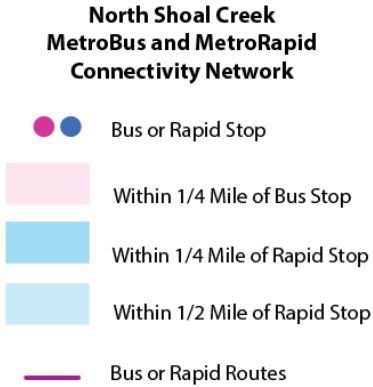 North Shoal Creek
MetroBus and MetroRapid
Connectivity Network
Bus or Rapid Stop
Within 1/4 Mile of Bus Stop
Within 1/4 Mile of Rapid Stop
Within 1/2 Mile of Rapid Stop
Bus or Rapid Routes